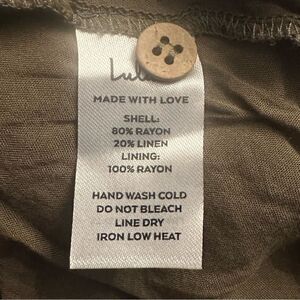 MADE WITH LOVE
SHELL:
80% RAYON
20% LINEN
LINING:
100% RAYON
HAND WASH COLD
DO NOT BLEACH
LINE DRY
IRON LOW HEAT